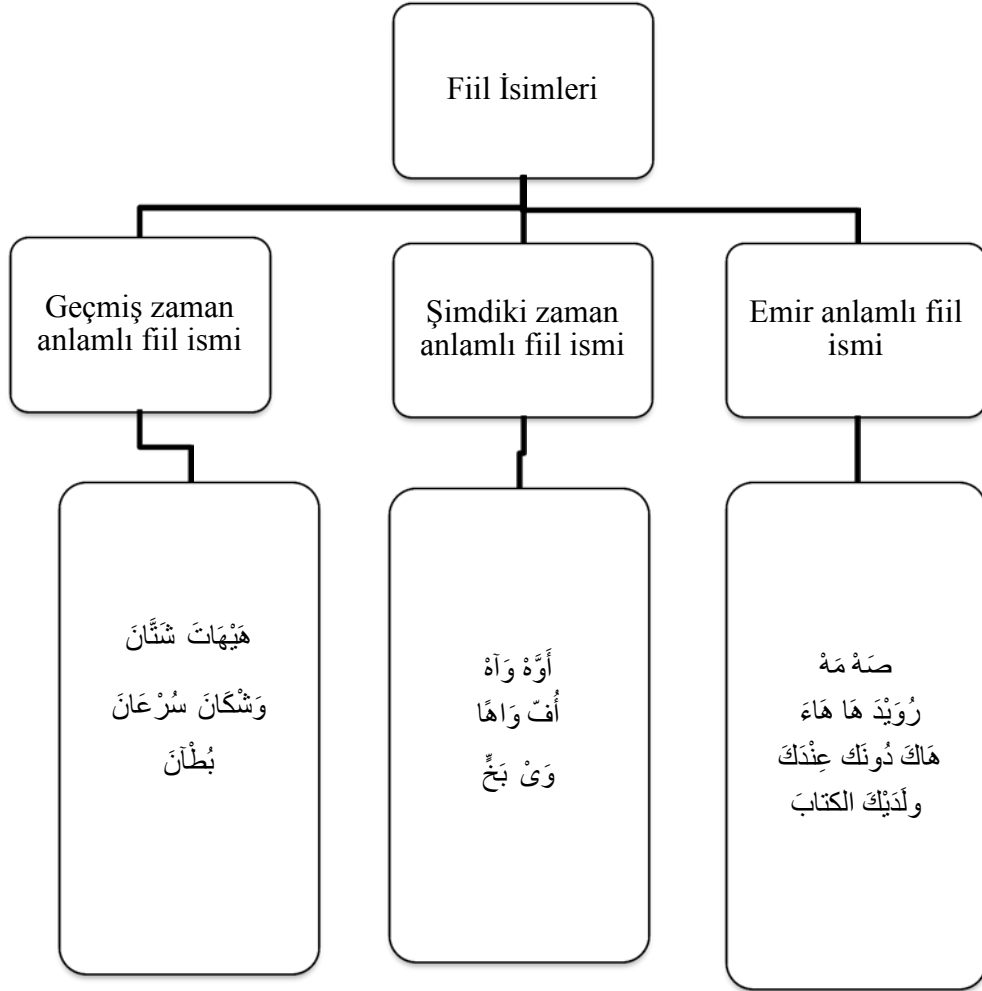 Fiil İsimleri
Geçmiş zaman
anlamlı fiil ismi
Şimdiki zaman
anlamlı fiil ismi
Emir anlamlı fiil
ismi
هَيْهَاتَ شَتَّانَ
وَشْكَانَ سُرْعَانَ
بُطْآنَ
أَوَّهْ وَآهْ
أُفّ وَاهًا
وَىْ بَخٍّ
صَهْ مَهْ
رُوَيْدَ هَا هَاءَ
هَاكَ دُونَك عِنْدَكَ
ولَدَيْكَ الكتابَ